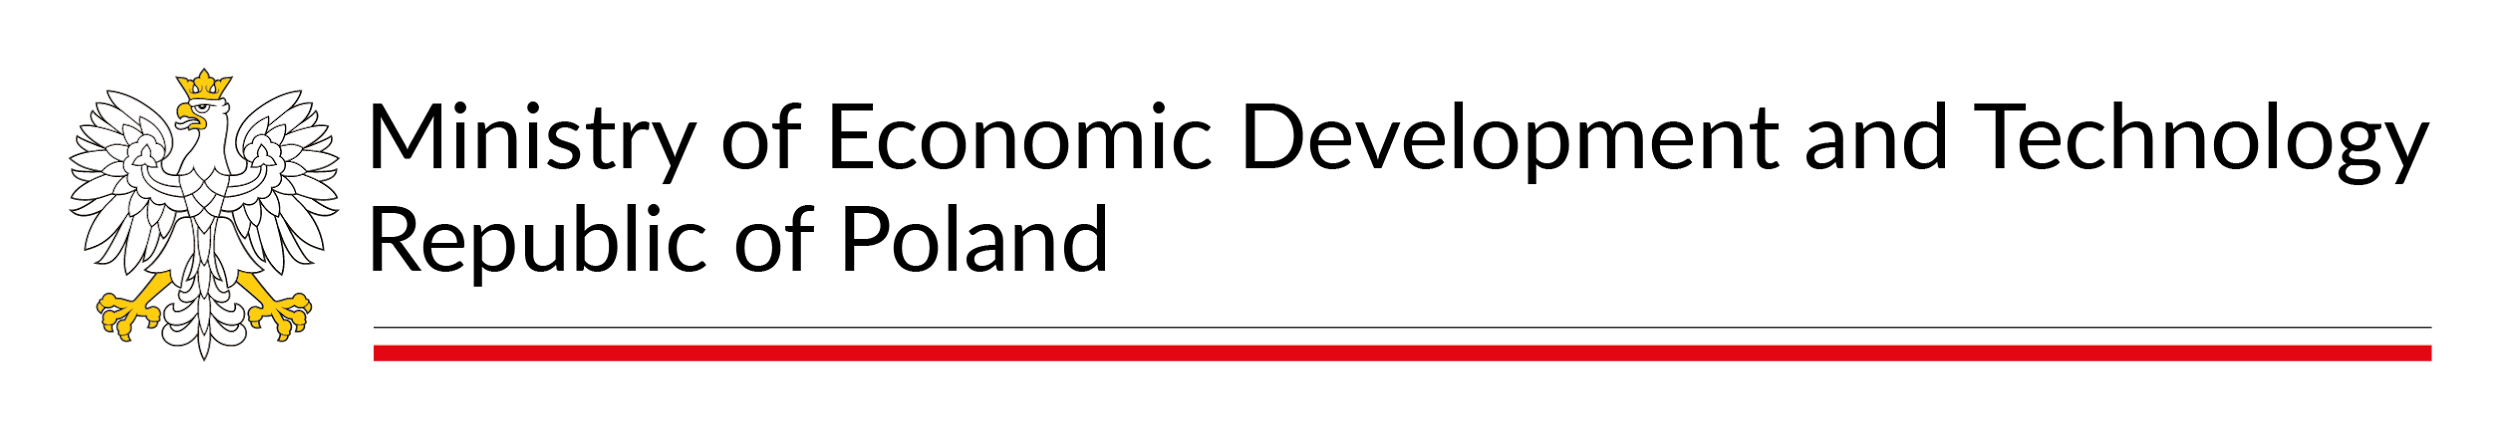 Ministry of Economic Development and Technology
Republic of Poland